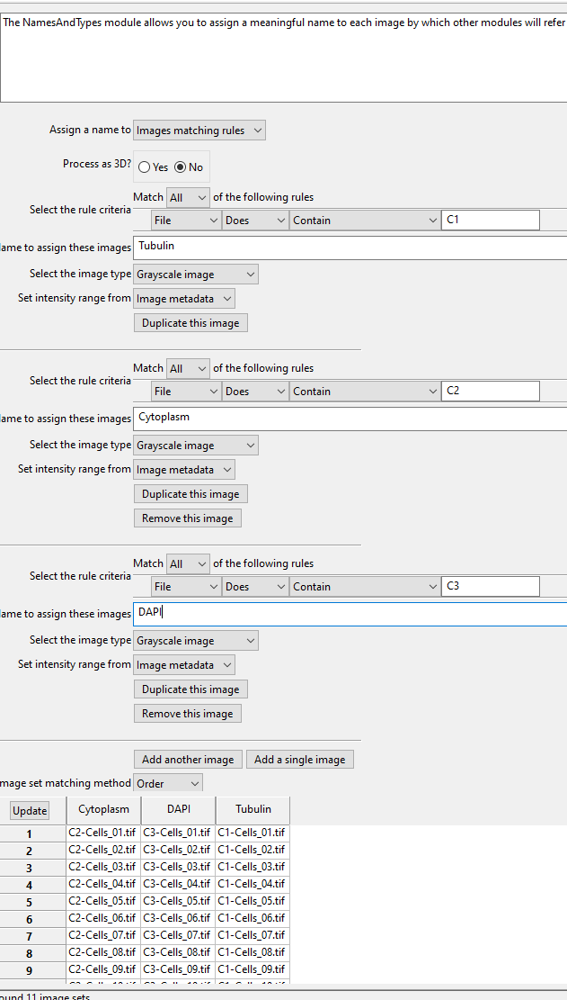 The NamesAndTypes module allows you to assign a meaningful name to each image by which other modules will refer
Assign a name to Images matching rules
Process as 3D? Yes No
Match All of the following rules
Select the rule criteria
File Does Contain C1
ame to assign these images Tubulin
Select the image type Grayscale image
Set intensity range from Image metadata
Duplicate this image
Match All of the following rules
Select the rule criteria
File Does Contain C2
ame to assign these images Cytoplasm
Select the image type Grayscale image
Set intensity range from Image metadata
Duplicate this image
Remove this image
Match All of the following rules
Select the rule criteria
File Does Contain C3
ame to assign these images DAPI
Select the image type Grayscale image
Set intensity range from Image metadata
Duplicate this image
Remove this image
Add another image Add a single image
mage set matching method Order
Update Cytoplasm DAPI Tubulin
1 C2-Cells_01.tif C3-Cells_01.tif C1-Cells_01.tif
2 C2-Cells_02.tif C3-Cells_02.tif C1-Cells_02.tif
3 C2-Cells_03.tif C3-Cells_03.tif C1-Cells_03.tif
4 C2-Cells_04.tif C3-Cells_04.tif C1-Cells_04.tif
5 C2-Cells_05.tif C3-Cells_05.tif C1-Cells_05.tif
6 C2-Cells_06.tif C3-Cells_06.tif C1-Cells_06.tif
7 C2-Cells_07.tif C3-Cells_07.tif C1-Cells_07.tif
8 C2-Cells_08.tif C3-Cells_08.tif C1-Cells_08.tif
9 C2-Cells_09.tif C3-Cells_09.tif C1-Cells_09.tif
ound 11 image sets